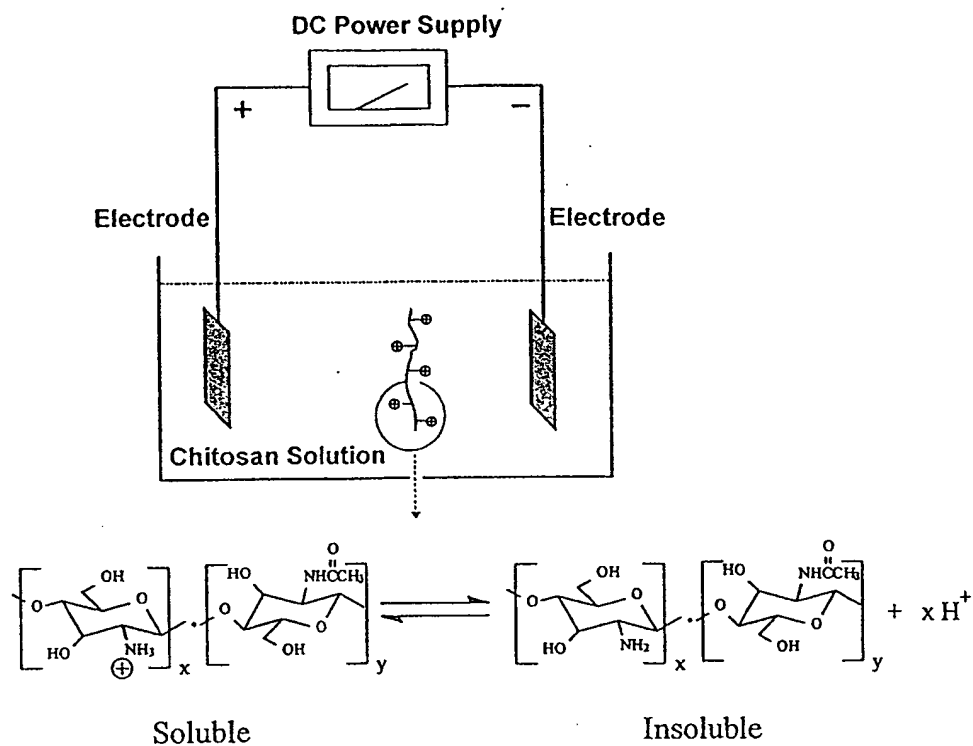 DC Power Supply
+ −
Electrode Electrode
⊕
⊕
⊕
⊕
⊕
Chitosan Solution
O
NHCCH₃ O
NHCCH₃
OH HO OH HO
O O O O O O O O + x H⁺
HO NH₃ OH HO NH₂ OH
⊕ x y x y
Soluble Insoluble